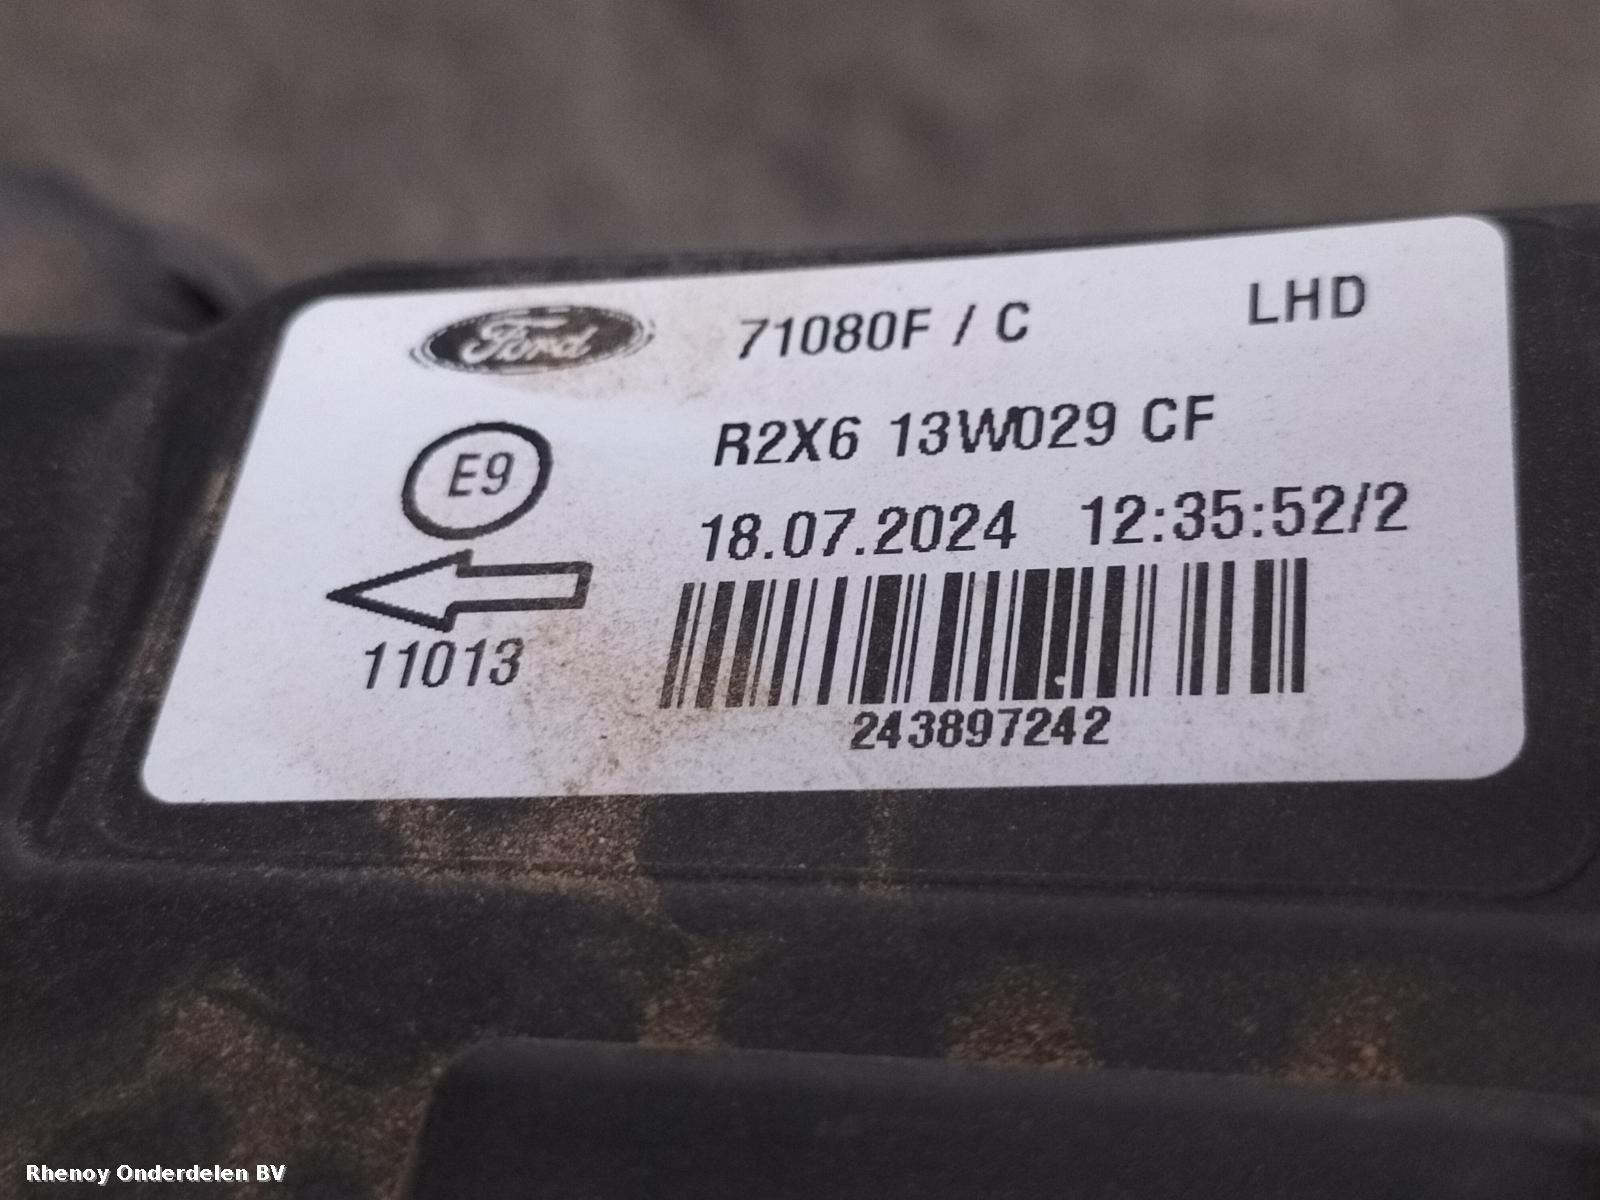 Ford 71080F / C LHD
R2X6 13W029 CF
E9
18.07.2024 12:35:52/2
11013
243897242
Rhenoy Onderdelen BV